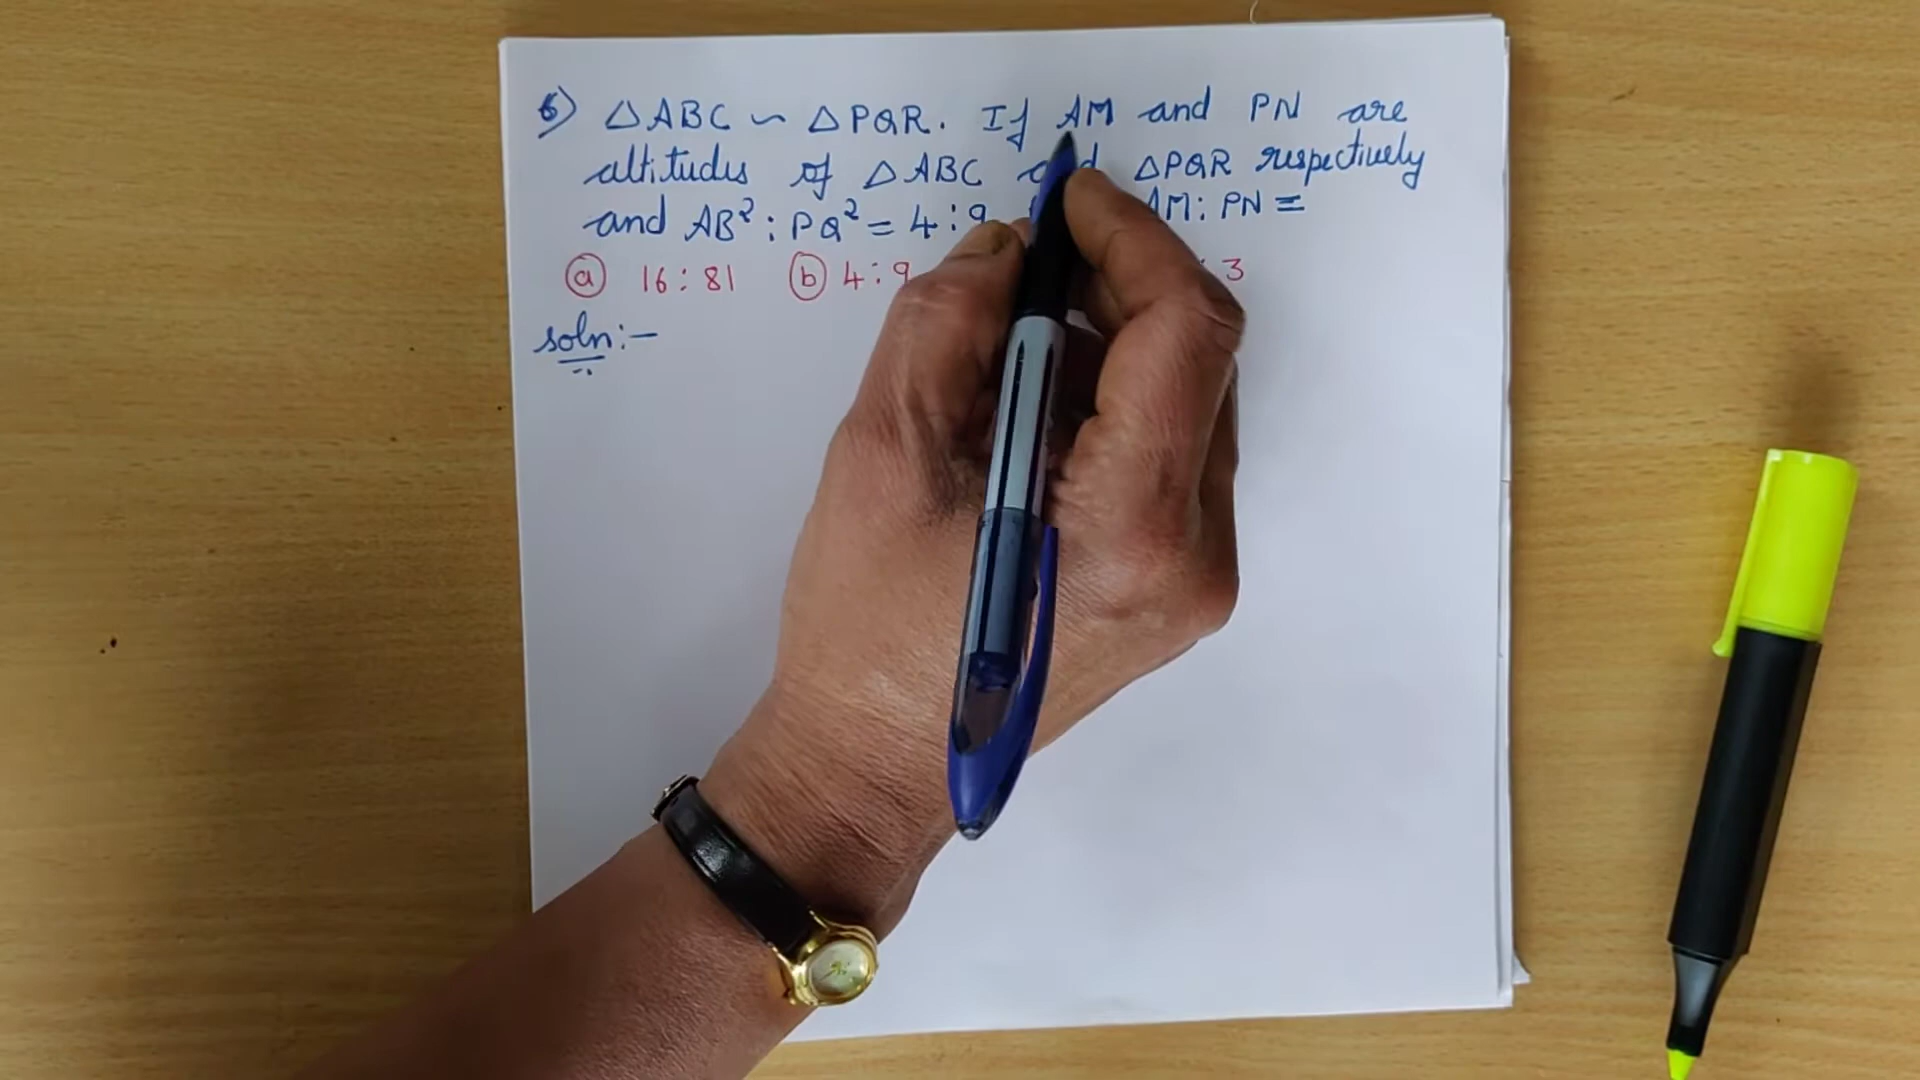 6) △ABC ∽ △PQR. If AM and PN are
altitudes of △ABC and △PQR respectively
and AB² : PQ² = 4 : 9 AM : PN =
ⓐ 16 : 81 ⓑ 4 : 9 : 3
soln :-